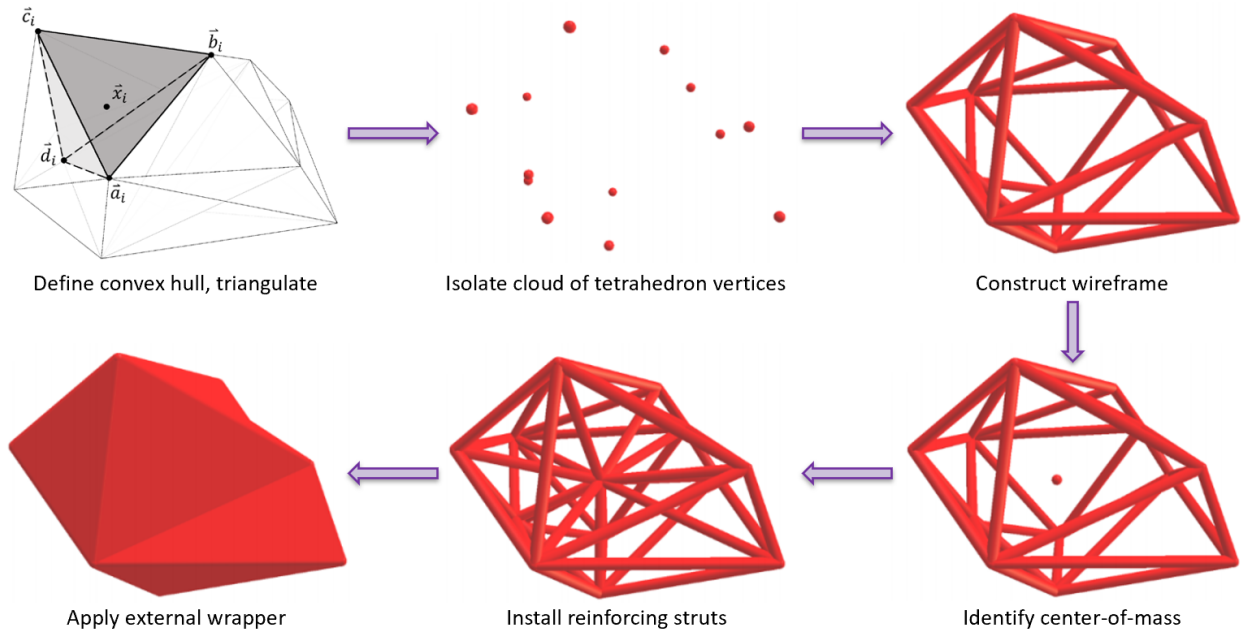 c⃗ᵢ
b⃗ᵢ
x⃗ᵢ
d⃗ᵢ
a⃗ᵢ
Define convex hull, triangulate
Isolate cloud of tetrahedron vertices
Construct wireframe
Apply external wrapper
Install reinforcing struts
Identify center-of-mass